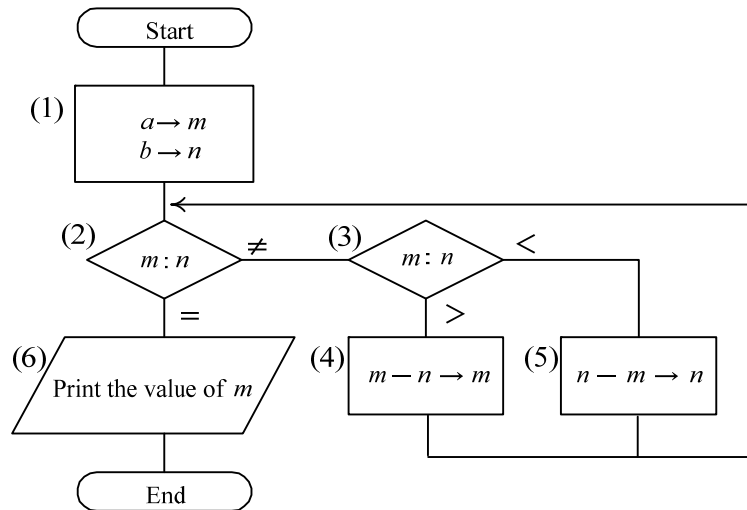 Start
(1)
a → m
b → n
(2)
m : n
≠
(3)
m : n
<
=
>
(6)
Print the value of m
(4)
m − n → m
(5)
n − m → n
End